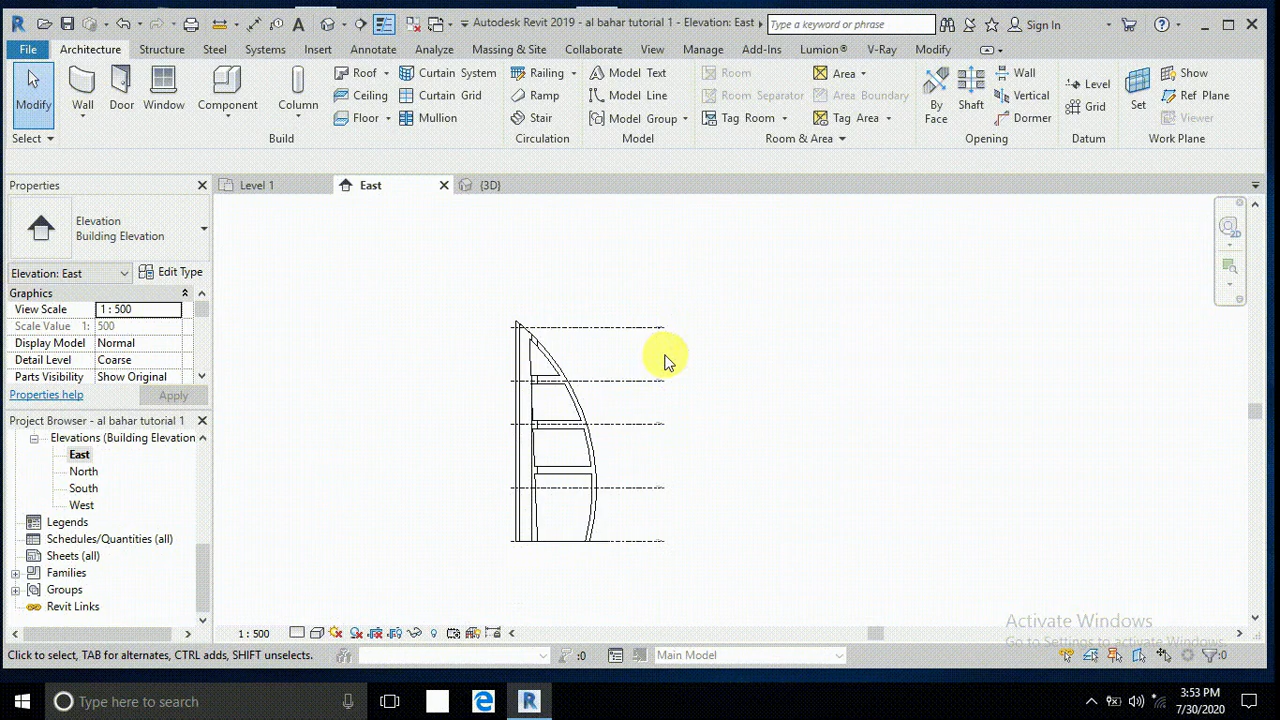 Autodesk Revit 2019 - al bahar tutorial 1 - Elevation: East
Type a keyword or phrase
Sign In
File Architecture Structure Steel Systems Insert Annotate Analyze Massing & Site Collaborate View Manage Add-Ins Lumion® V-Ray Modify
Modify
Wall
Door
Window
Component
Column
Roof
Ceiling
Floor
Curtain System
Curtain Grid
Mullion
Railing
Ramp
Stair
Model Text
Model Line
Model Group
Room
Room Separator
Tag Room
Area
Area Boundary
Tag Area
By Face
Shaft
Wall
Vertical
Dormer
Level
Grid
Set
Show
Ref Plane
Viewer
Select Build Circulation Model Room & Area Opening Datum Work Plane
Properties
Level 1
East
{3D}
Elevation
Building Elevation
Elevation: East
Edit Type
Graphics
View Scale 1 : 500
Scale Value 1: 500
Display Model Normal
Detail Level Coarse
Parts Visibility Show Original
Properties help
Apply
Project Browser - al bahar tutorial 1
Elevations (Building Elevation
East
North
South
West
Legends
Schedules/Quantities (all)
Sheets (all)
Families
Groups
Revit Links
2D
1 : 500
Activate Windows
Go to Settings to activate Windows.
Click to select, TAB for alternates, CTRL adds, SHIFT unselects.
:0
Main Model
:0
Type here to search
3:53 PM
7/30/2020